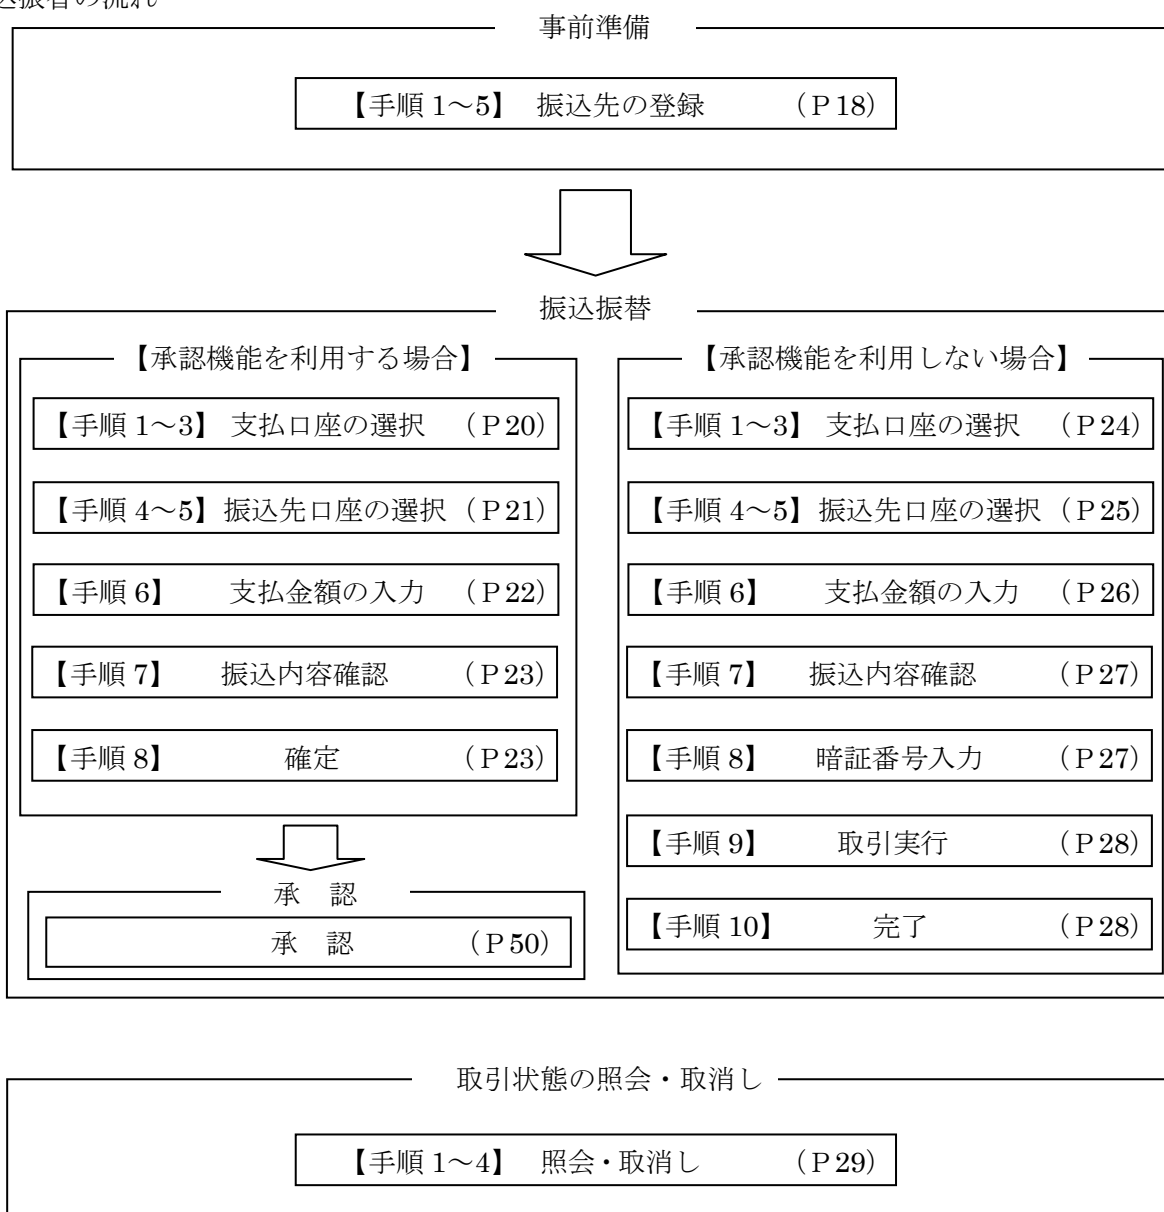 事前準備
【手順 1～5】 振込先の登録 (Ｐ18)
振込振替
【承認機能を利用する場合】
【手順 1～3】 支払口座の選択 (Ｐ20)
【手順 4～5】 振込先口座の選択 (Ｐ21)
【手順 6】 支払金額の入力 (Ｐ22)
【手順 7】 振込内容確認 (Ｐ23)
【手順 8】 確定 (Ｐ23)
承 認
承 認 (Ｐ50)
【承認機能を利用しない場合】
【手順 1～3】 支払口座の選択 (Ｐ24)
【手順 4～5】 振込先口座の選択 (Ｐ25)
【手順 6】 支払金額の入力 (Ｐ26)
【手順 7】 振込内容確認 (Ｐ27)
【手順 8】 暗証番号入力 (Ｐ27)
【手順 9】 取引実行 (Ｐ28)
【手順 10】 完了 (Ｐ28)
取引状態の照会・取消し
【手順 1～4】 照会・取消し (Ｐ29)